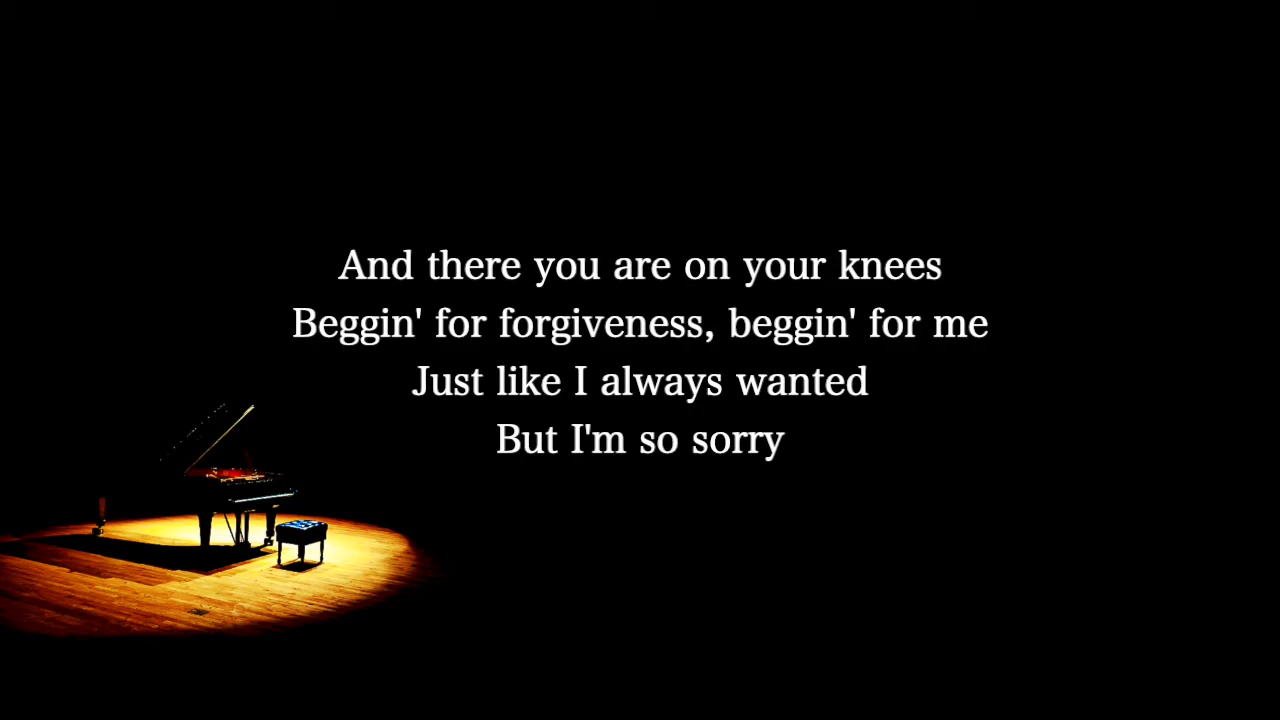 And there you are on your knees
Beggin' for forgiveness, beggin' for me
Just like I always wanted
But I'm so sorry